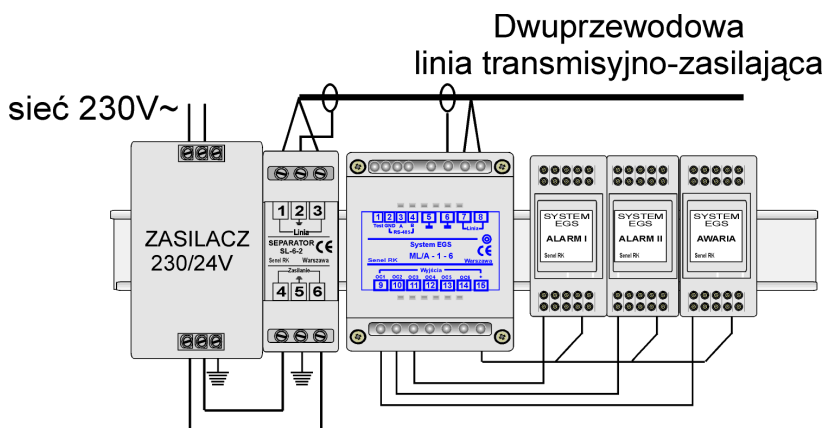 Dwuprzewodowa
linia transmisyjno-zasilająca
sieć 230V~
ZASILACZ
230/24V
1 2 3
Linia
SEPARATOR CE
SL-6-2
Senel RK Warszawa
Zasilanie
4 5 6
1 2 3 4 5 6 7 8
Test GND A B
RS-485
Linia
System EGS
CE
ML/A - 1 - 6
Senel RK Warszawa
Wyjścia
OC1 OC2 OC3 OC4 OC5 OC6 +
9 10 11 12 13 14 15
SYSTEM
EGS
ALARM I
Senel RK
SYSTEM
EGS
ALARM II
Senel RK
SYSTEM
EGS
AWARIA
Senel RK